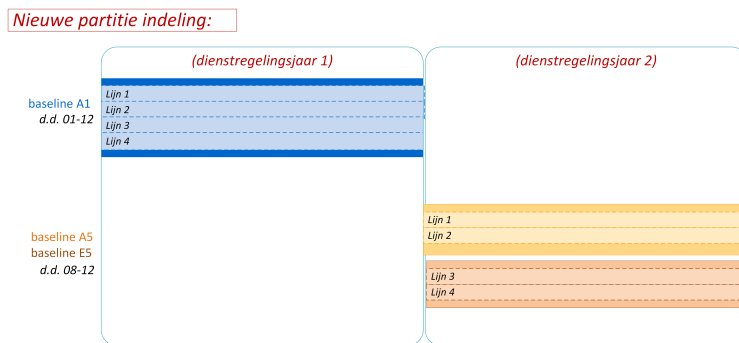 Nieuwe partitie indeling:
(dienstregelingsjaar 1)
(dienstregelingsjaar 2)
baseline A1
d.d. 01-12
Lijn 1
Lijn 2
Lijn 3
Lijn 4
baseline A5
baseline E5
d.d. 08-12
Lijn 1
Lijn 2
Lijn 3
Lijn 4